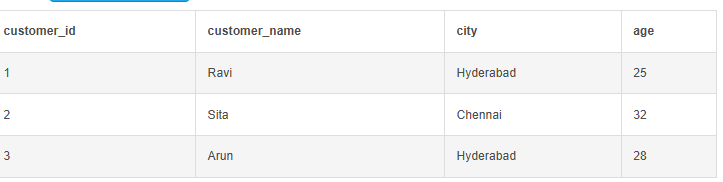 customer_id customer_name city age
1 Ravi Hyderabad 25
2 Sita Chennai 32
3 Arun Hyderabad 28